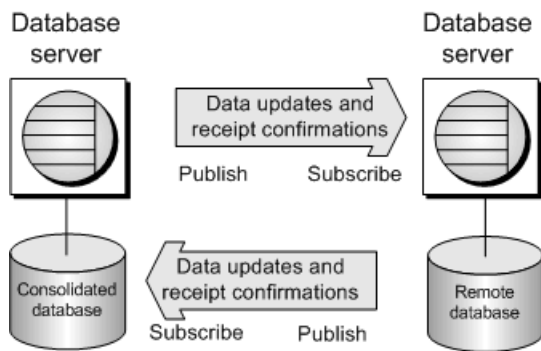 Database
server
Database
server
Data updates and
receipt confirmations
Publish
Subscribe
Data updates and
receipt confirmations
Subscribe
Publish
Consolidated
database
Remote
database